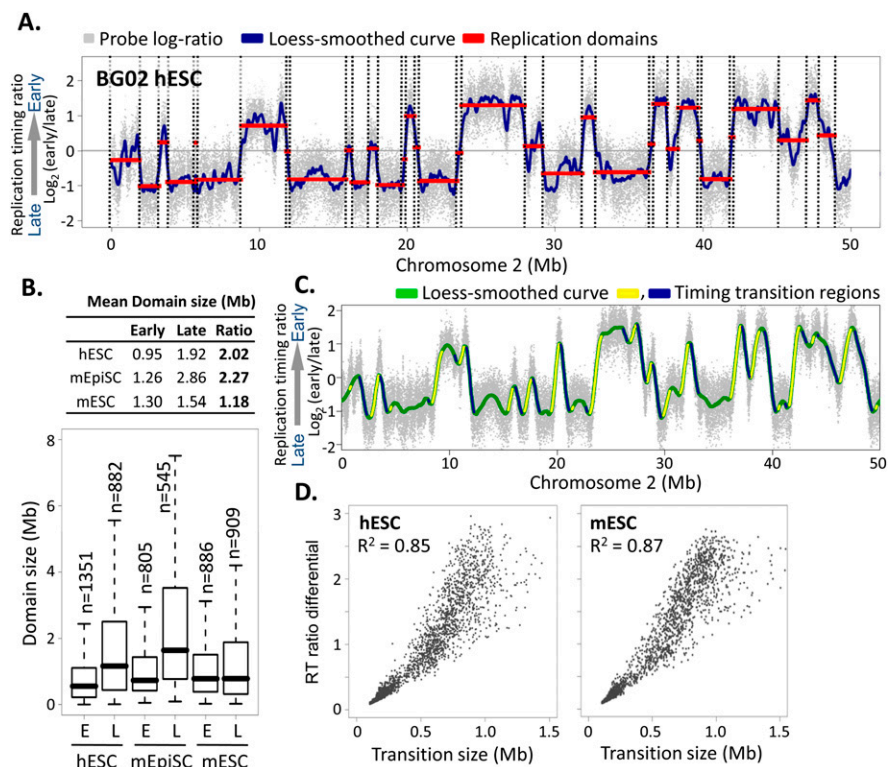 A.
Probe log-ratio Loess-smoothed curve Replication domains
BG02 hESC
Replication timing ratio
Late Early
Log2 (early/late)
2
1
0
-1
-2
0 10 20 30 40 50
Chromosome 2 (Mb)
B.
Mean Domain size (Mb)
Early Late Ratio
hESC 0.95 1.92 2.02
mEpiSC 1.26 2.86 2.27
mESC 1.30 1.54 1.18
Domain size (Mb)
8
6
4
2
0
n=1351
n=882
n=805
n=545
n=886
n=909
E L E L E L
hESC mEpiSC mESC
C.
Loess-smoothed curve , Timing transition regions
Replication timing ratio
Late Early
Log2 (early/late)
2
1
0
-1
-2
0 10 20 30 40 50
Chromosome 2 (Mb)
D.
hESC
R2 = 0.85
mESC
R2 = 0.87
RT ratio differential
3
2
1
0
0 0.5 1.0 1.5 0 0.5 1.0 1.5
Transition size (Mb) Transition size (Mb)